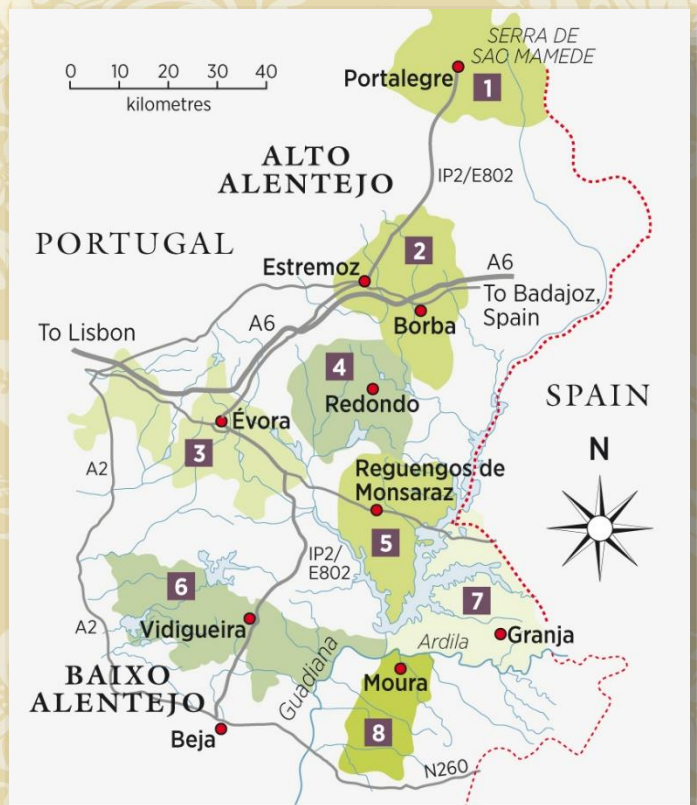 SERRA DE
SAO MAMEDE
0 10 20 30 40
kilometres
Portalegre
1
ALTO
ALENTEJO
IP2/E802
PORTUGAL
2
Estremoz
A6
To Badajoz,
Spain
To Lisbon
A6
Borba
4
Redondo
SPAIN
Évora
3
N
A2
Reguengos de
Monsaraz
5
IP2/
E802
6
7
A2
Vidigueira
Granja
Ardila
Guadiana
Moura
BAIXO
ALENTEJO
Beja
8
N260